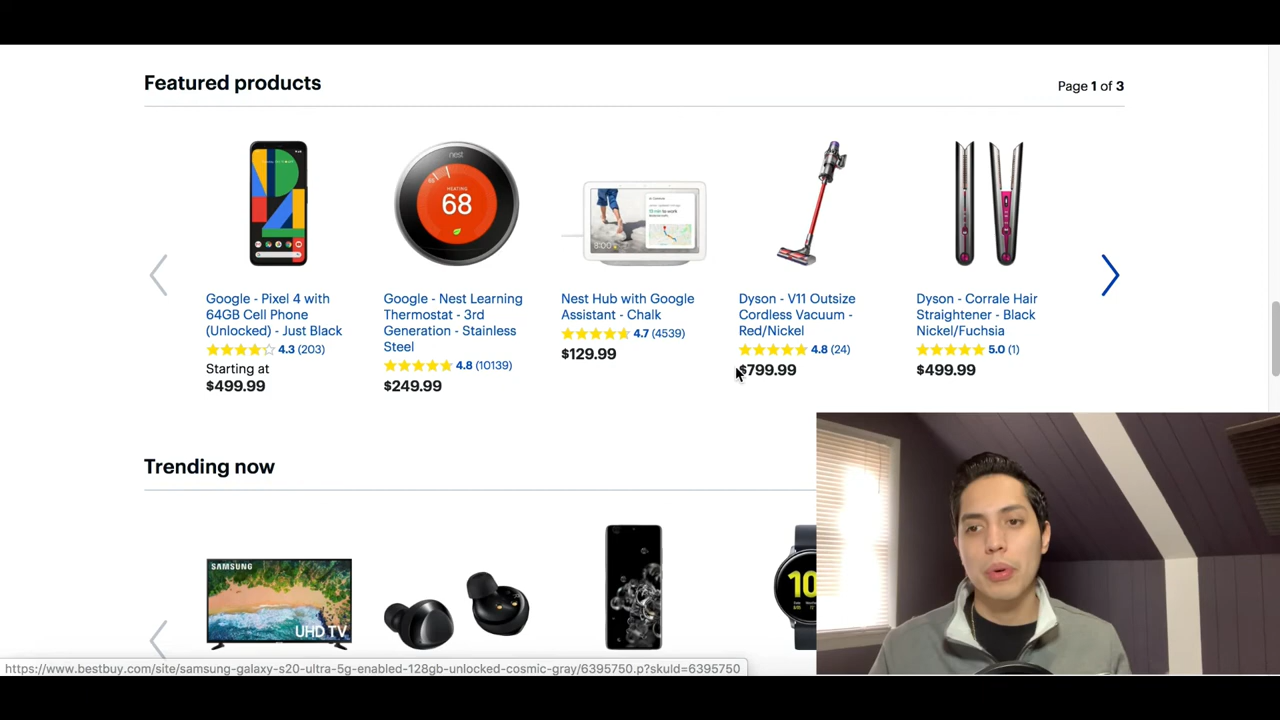 Featured products
Page 1 of 3
nest
HEATING
68
Google - Pixel 4 with
64GB Cell Phone
(Unlocked) - Just Black
4.3 (203)
Starting at
$499.99
Google - Nest Learning
Thermostat - 3rd
Generation - Stainless
Steel
4.8 (10139)
$249.99
Nest Hub with Google
Assistant - Chalk
4.7 (4539)
$129.99
Dyson - V11 Outsize
Cordless Vacuum -
Red/Nickel
4.8 (24)
$799.99
Dyson - Corrale Hair
Straightener - Black
Nickel/Fuchsia
5.0 (1)
$499.99
Trending now
SAMSUNG
UHD TV
10
https://www.bestbuy.com/site/samsung-galaxy-s20-ultra-5g-enabled-128gb-unlocked-cosmic-gray/6395750.p?skuId=6395750